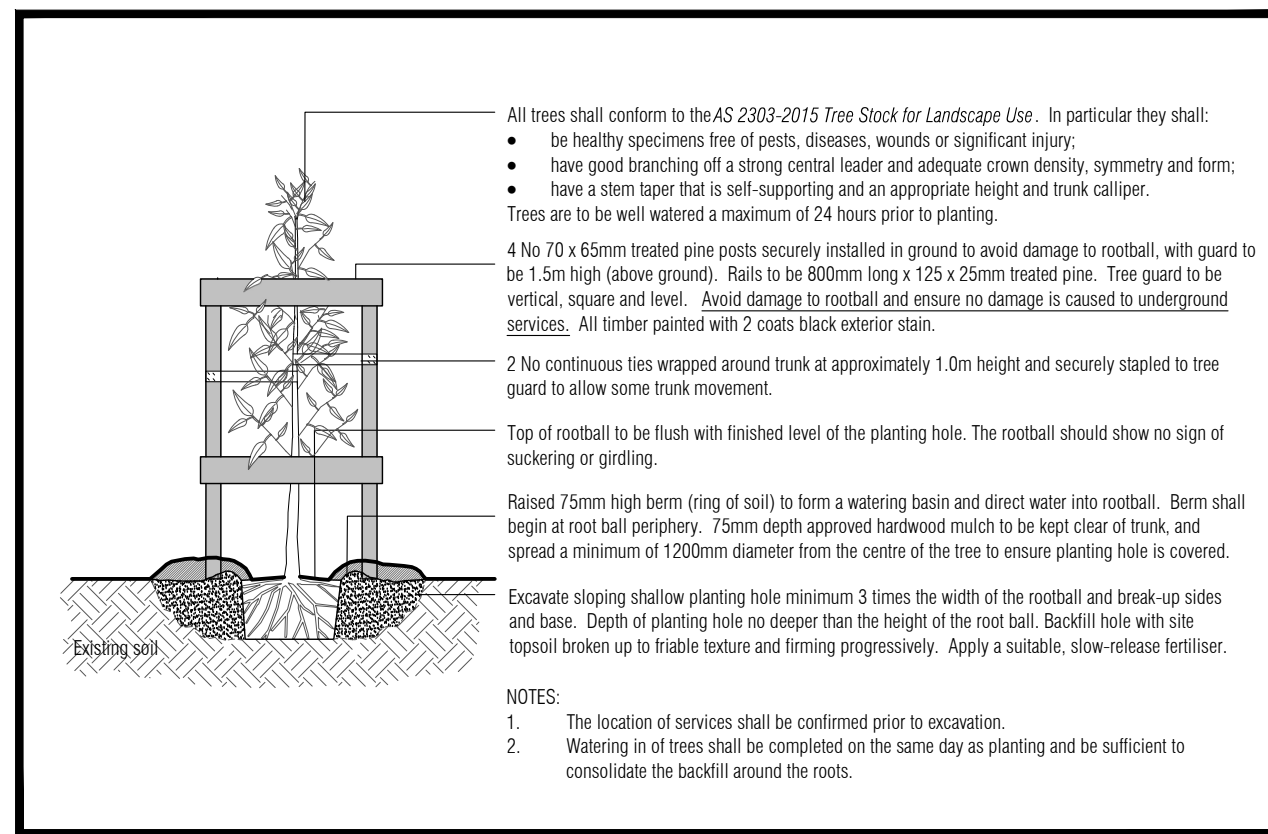 All trees shall conform to the AS 2303-2015 Tree Stock for Landscape Use. In particular they shall:
• be healthy specimens free of pests, diseases, wounds or significant injury;
• have good branching off a strong central leader and adequate crown density, symmetry and form;
• have a stem taper that is self-supporting and an appropriate height and trunk calliper.
Trees are to be well watered a maximum of 24 hours prior to planting.
4 No 70 x 65mm treated pine posts securely installed in ground to avoid damage to rootball, with guard to
be 1.5m high (above ground). Rails to be 800mm long x 125 x 25mm treated pine. Tree guard to be
vertical, square and level. Avoid damage to rootball and ensure no damage is caused to underground
services. All timber painted with 2 coats black exterior stain.
2 No continuous ties wrapped around trunk at approximately 1.0m height and securely stapled to tree
guard to allow some trunk movement.
Top of rootball to be flush with finished level of the planting hole. The rootball should show no sign of
suckering or girdling.
Raised 75mm high berm (ring of soil) to form a watering basin and direct water into rootball. Berm shall
begin at root ball periphery. 75mm depth approved hardwood mulch to be kept clear of trunk, and
spread a minimum of 1200mm diameter from the centre of the tree to ensure planting hole is covered.
Excavate sloping shallow planting hole minimum 3 times the width of the rootball and break-up sides
and base. Depth of planting hole no deeper than the height of the root ball. Backfill hole with site
topsoil broken up to friable texture and firming progressively. Apply a suitable, slow-release fertiliser.
Existing soil
NOTES:
1. The location of services shall be confirmed prior to excavation.
2. Watering in of trees shall be completed on the same day as planting and be sufficient to
consolidate the backfill around the roots.